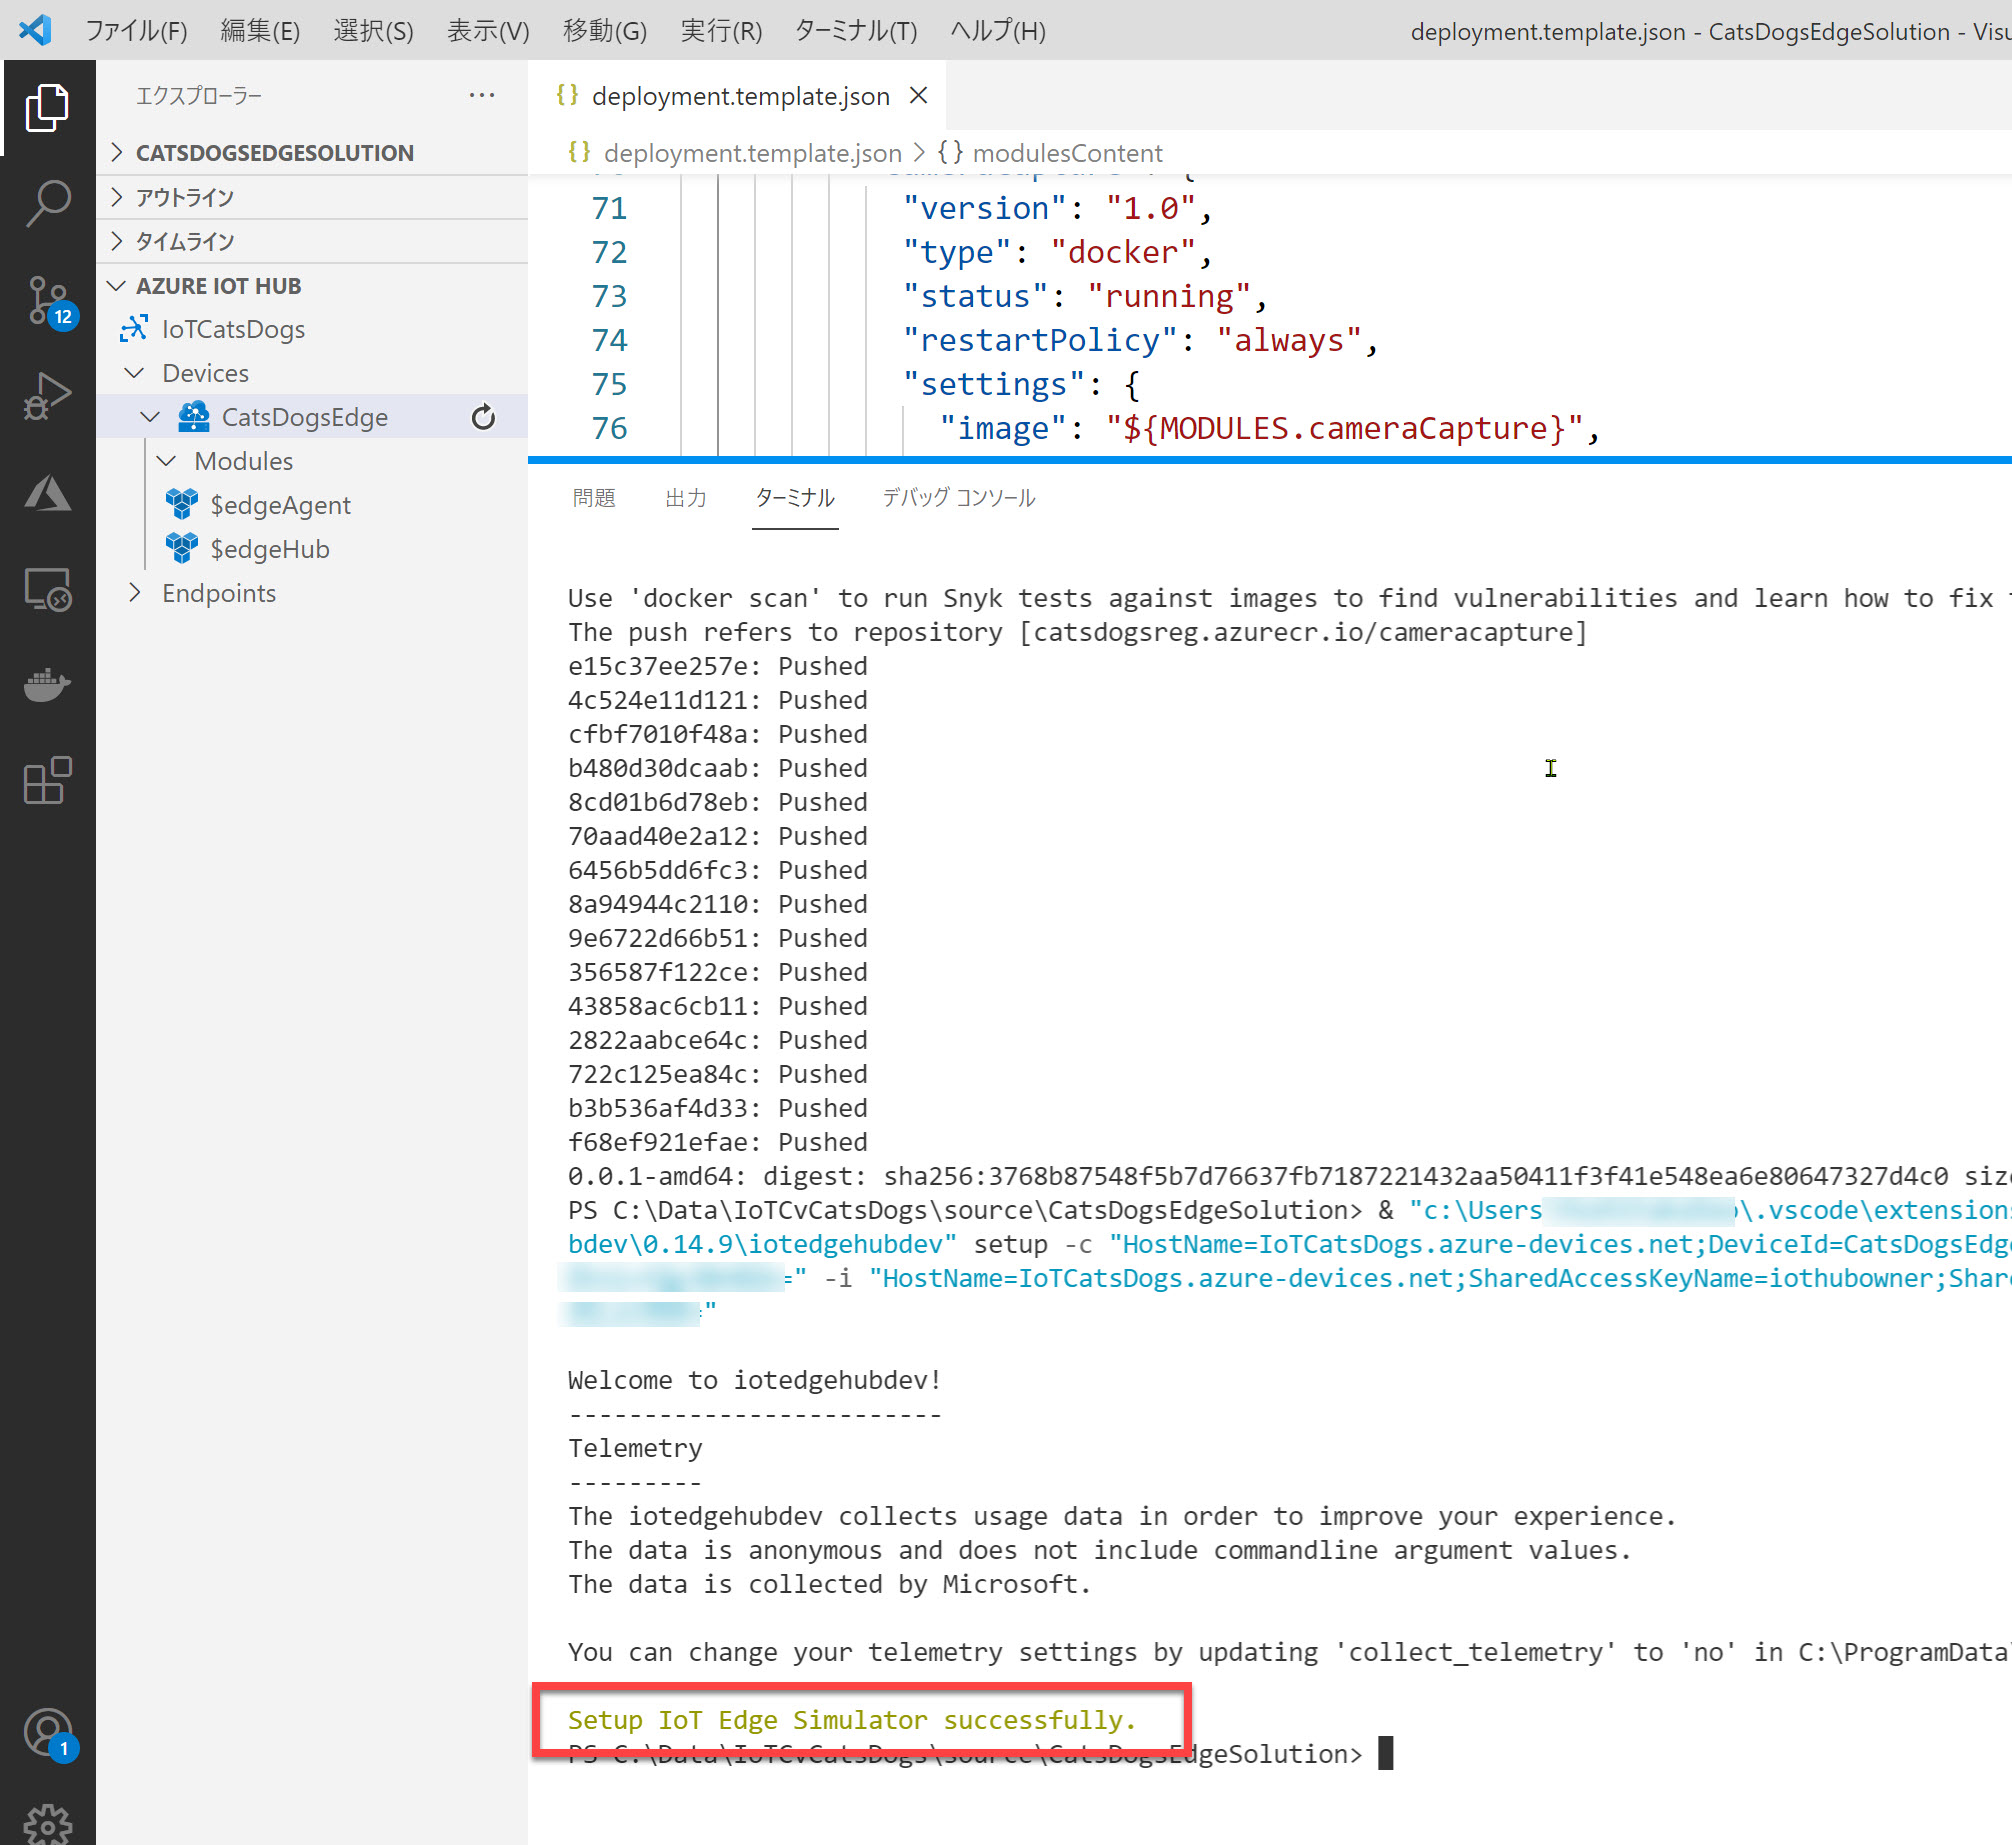 ファイル(F) 編集(E) 選択(S) 表示(V) 移動(G) 実行(R) ターミナル(T) ヘルプ(H) deployment.template.json - CatsDogsEdgeSolution - Visu
エクスプローラー ···
CATSDOGSEDGESOLUTION
アウトライン
タイムライン
AZURE IOT HUB
IoTCatsDogs
Devices
CatsDogsEdge
Modules
$edgeAgent
$edgeHub
Endpoints
12
1
{} deployment.template.json ×
{} deployment.template.json > {} modulesContent
71 "version": "1.0",
72 "type": "docker",
73 "status": "running",
74 "restartPolicy": "always",
75 "settings": {
76 "image": "${MODULES.cameraCapture}",
問題 出力 ターミナル デバッグ コンソール
Use 'docker scan' to run Snyk tests against images to find vulnerabilities and learn how to fix
The push refers to repository [catsdogsreg.azurecr.io/cameracapture]
e15c37ee257e: Pushed
4c524e11d121: Pushed
cfbf7010f48a: Pushed
b480d30dcaab: Pushed
8cd01b6d78eb: Pushed
70aad40e2a12: Pushed
6456b5dd6fc3: Pushed
8a94944c2110: Pushed
9e6722d66b51: Pushed
356587f122ce: Pushed
43858ac6cb11: Pushed
2822aabce64c: Pushed
722c125ea84c: Pushed
b3b536af4d33: Pushed
f68ef921efae: Pushed
0.0.1-amd64: digest: sha256:3768b87548f5b7d76637fb7187221432aa50411f3f41e548ea6e80647327d4c0 size
PS C:\Data\IoTCvCatsDogs\source\CatsDogsEdgeSolution> & "c:\Users \.vscode\extensions
bdev\0.14.9\iotedgehubdev" setup -c "HostName=IoTCatsDogs.azure-devices.net;DeviceId=CatsDogsEdge
=" -i "HostName=IoTCatsDogs.azure-devices.net;SharedAccessKeyName=iothubowner;Shar
="
Welcome to iotedgehubdev!
-------------------------
Telemetry
---------
The iotedgehubdev collects usage data in order to improve your experience.
The data is anonymous and does not include commandline argument values.
The data is collected by Microsoft.
You can change your telemetry settings by updating 'collect_telemetry' to 'no' in C:\ProgramData
Setup IoT Edge Simulator successfully.
PS C:\Data\IoTCvCatsDogs\source\CatsDogsEdgeSolution>